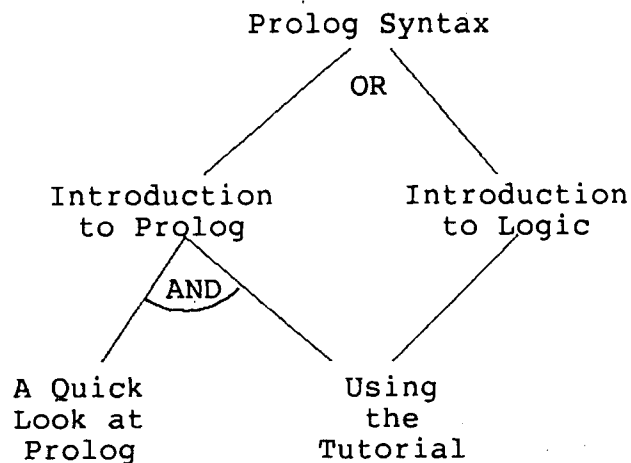 Prolog Syntax
OR
Introduction
to Prolog
Introduction
to Logic
AND
A Quick
Look at
Prolog
Using
the
Tutorial